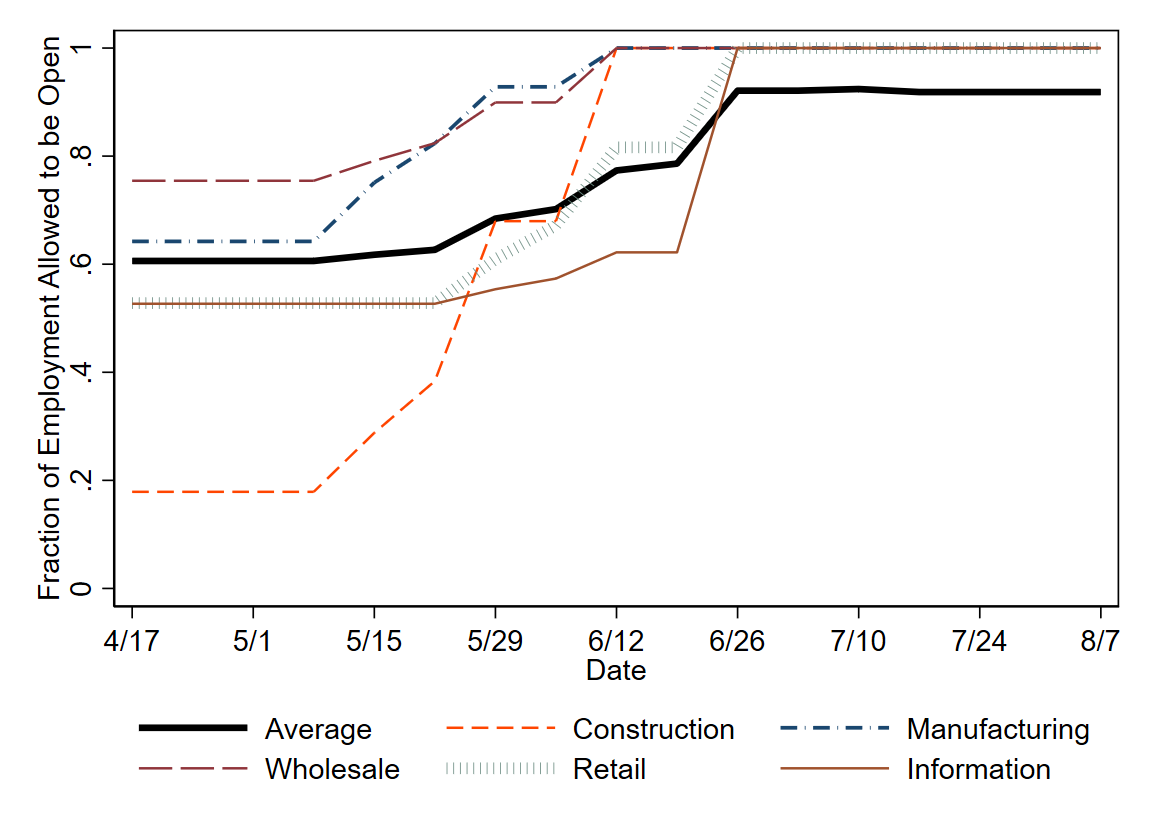 Fraction of Employment Allowed to be Open
1
.8
.6
.4
.2
0
4/17 5/1 5/15 5/29 6/12 6/26 7/10 7/24 8/7
Date
Average Construction Manufacturing
Wholesale Retail Information